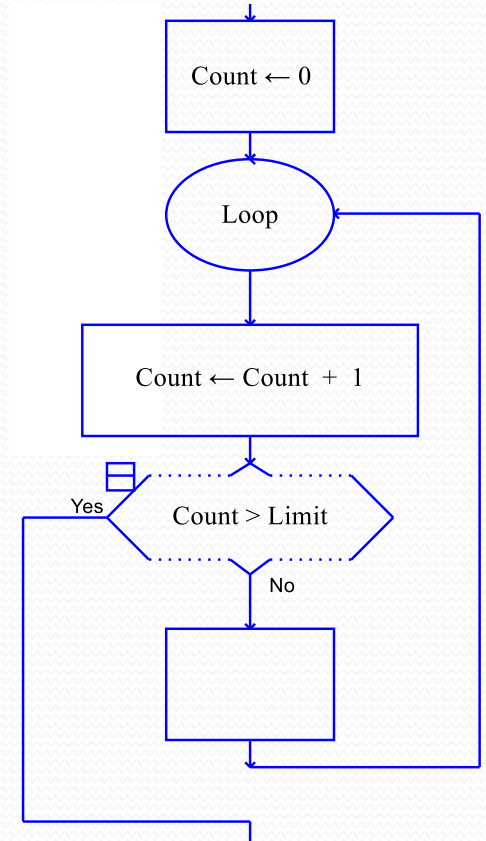 Count ← 0
Loop
Count ← Count + 1
Count > Limit
Yes
No